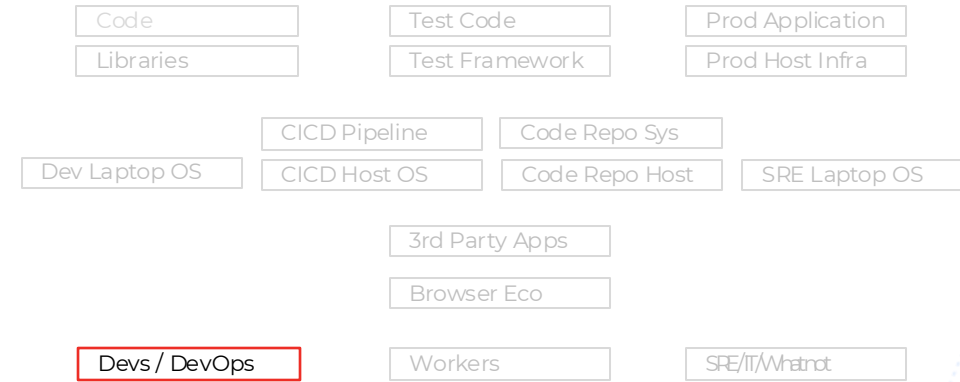 Code
Test Code
Prod Application
Libraries
Test Framework
Prod Host Infra
CICD Pipeline
Code Repo Sys
Dev Laptop OS
CICD Host OS
Code Repo Host
SRE Laptop OS
3rd Party Apps
Browser Eco
Devs / DevOps
Workers
SRE/IT/Whatnot